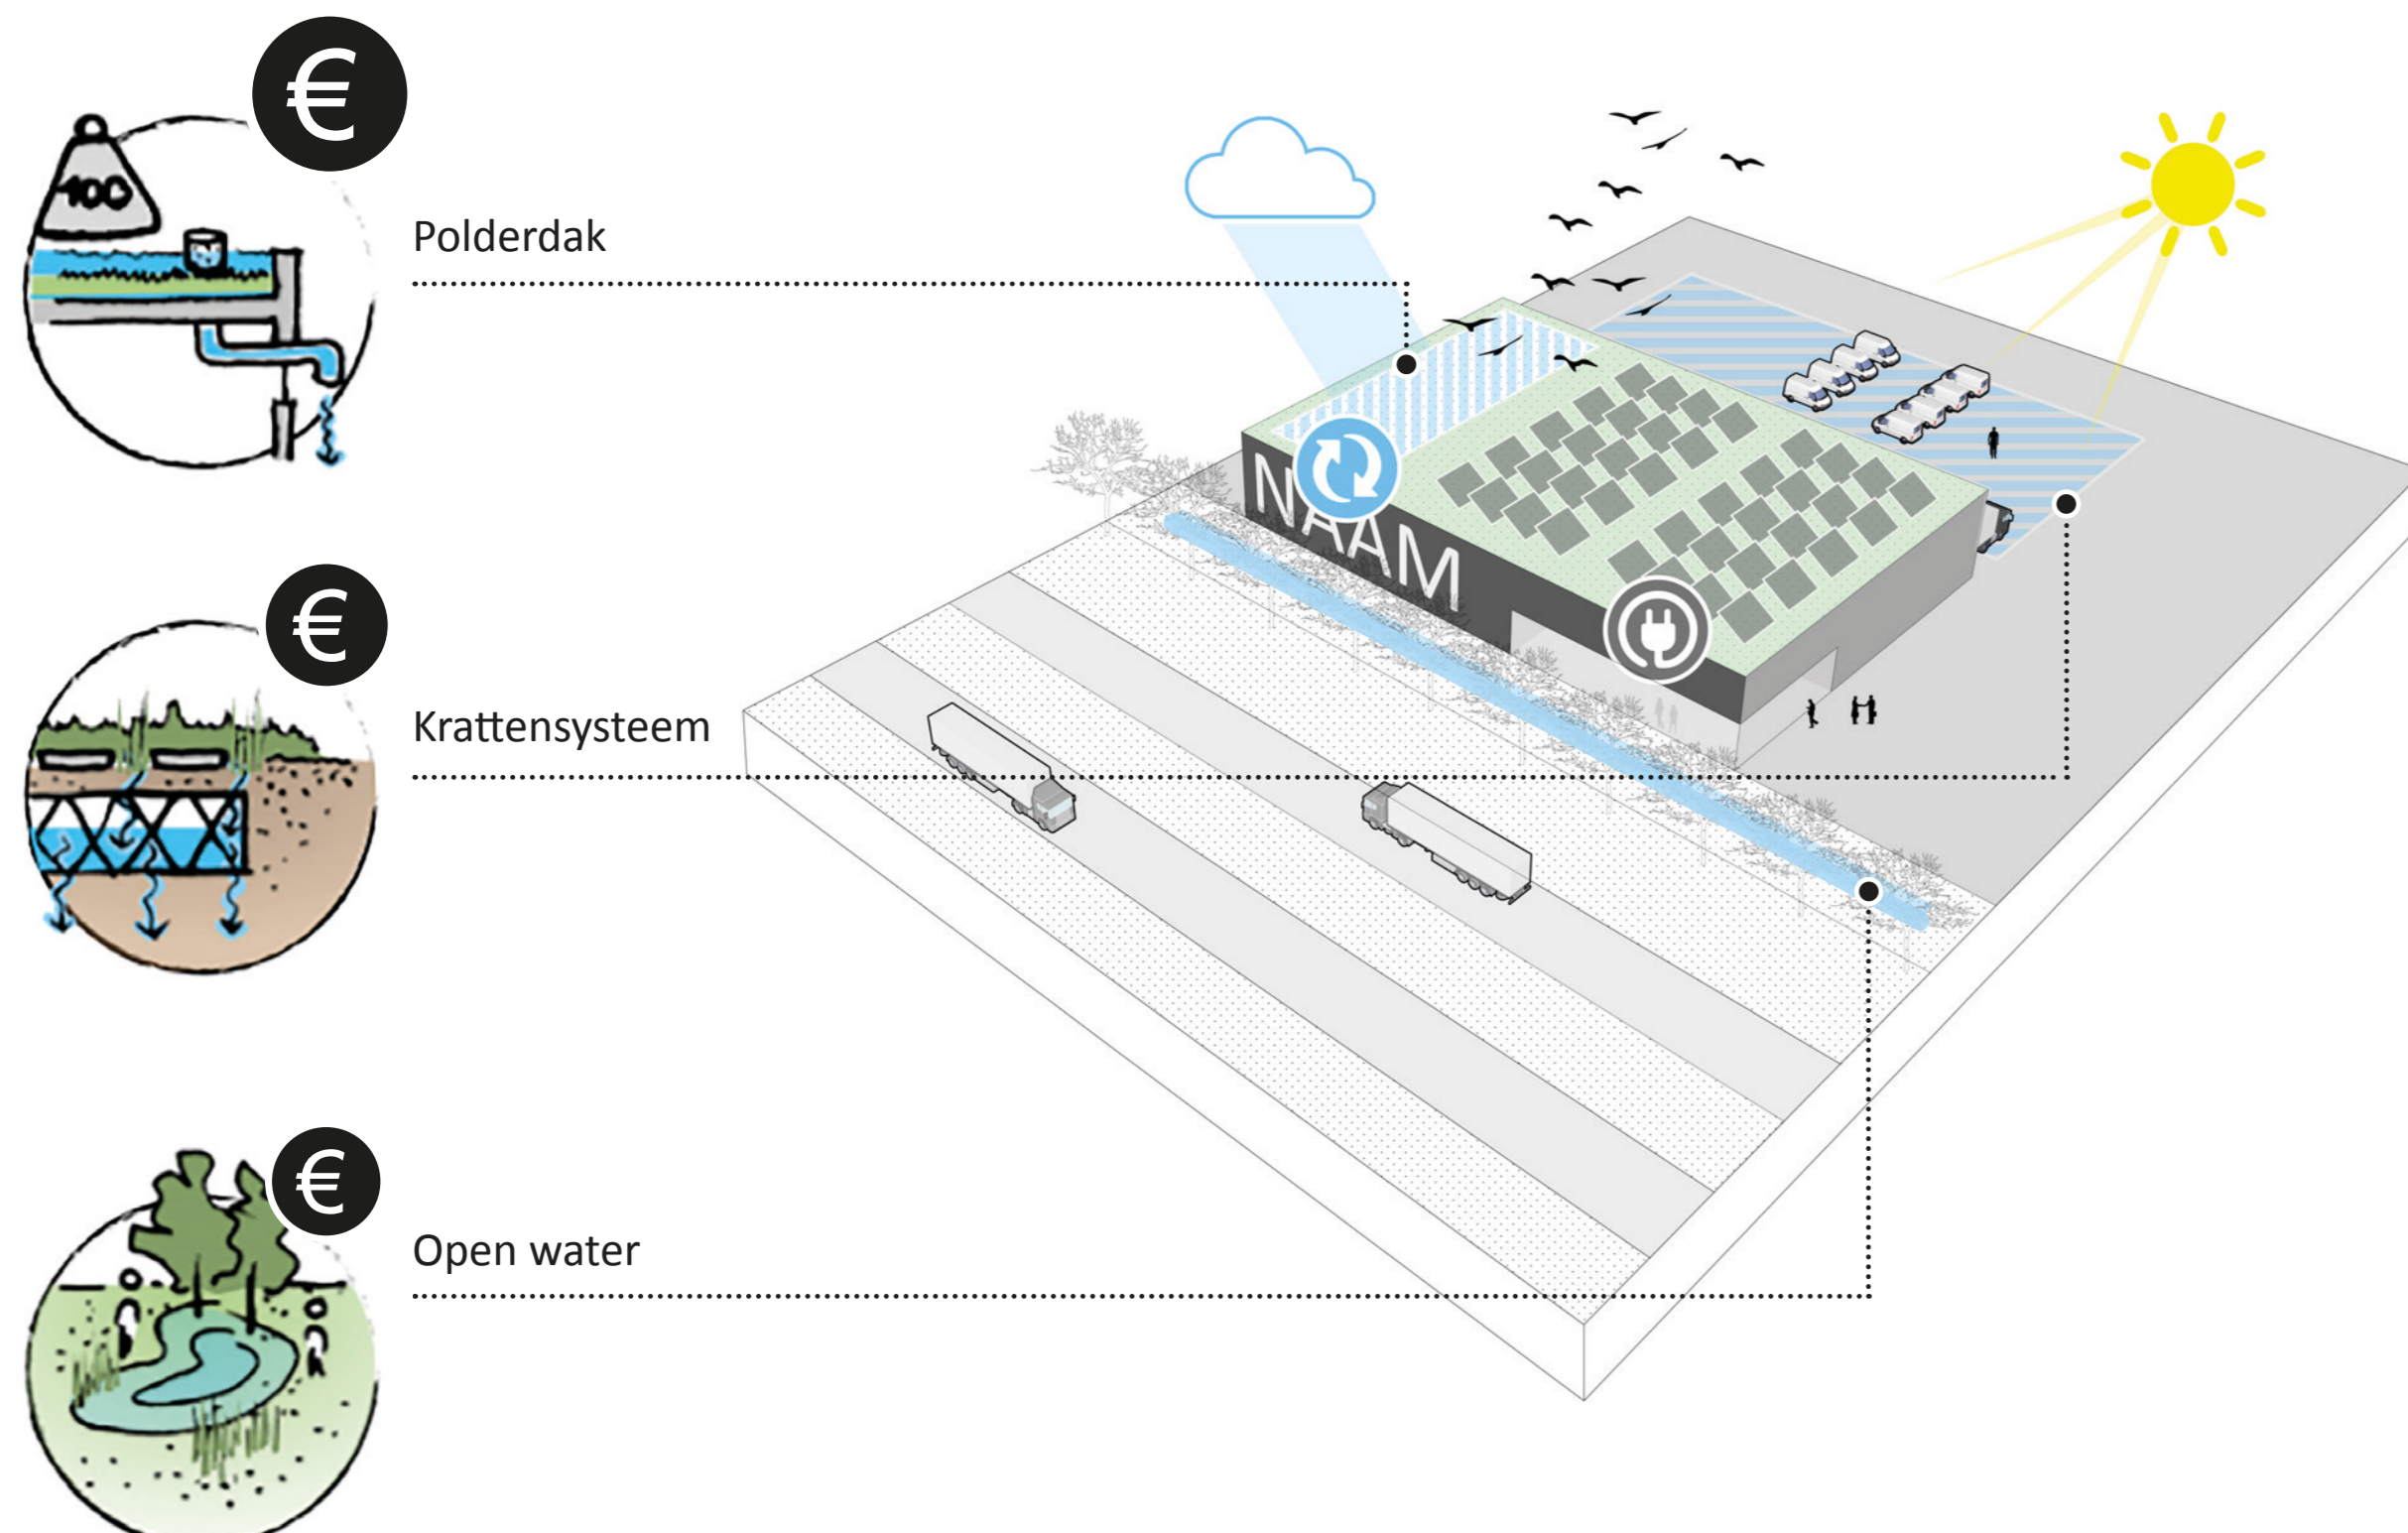 €
100
Polderdak
NAAM
€
Krattensysteem
€
Open water